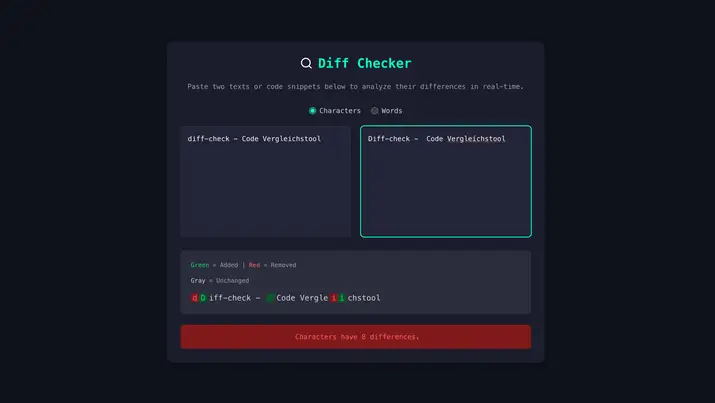 Diff Checker
Paste two texts or code snippets below to analyze their differences in real-time.
Characters Words
diff-check - Code Vergleichstool
Diff-check -  Code Vergleichstool
Green = Added | Red = Removed
Gray = Unchanged
dDiff-check -  Code Vergleiichstool
Characters have 8 differences.